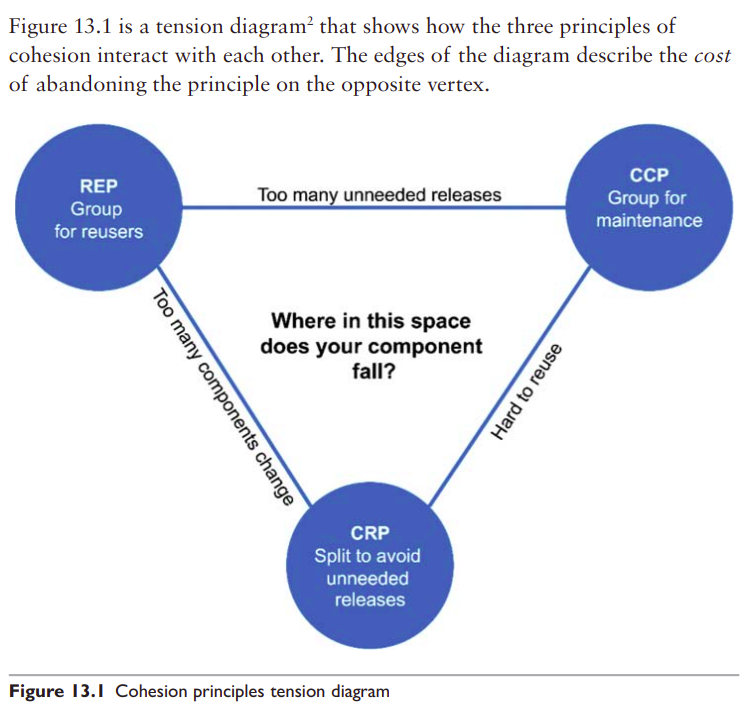 Figure 13.1 is a tension diagram² that shows how the three principles of
cohesion interact with each other. The edges of the diagram describe the cost
of abandoning the principle on the opposite vertex.
REP
Group
for reusers
Too many unneeded releases
CCP
Group for
maintenance
Too many components change
Where in this space
does your component
fall?
Hard to reuse
CRP
Split to avoid
unneeded
releases
Figure 13.1 Cohesion principles tension diagram